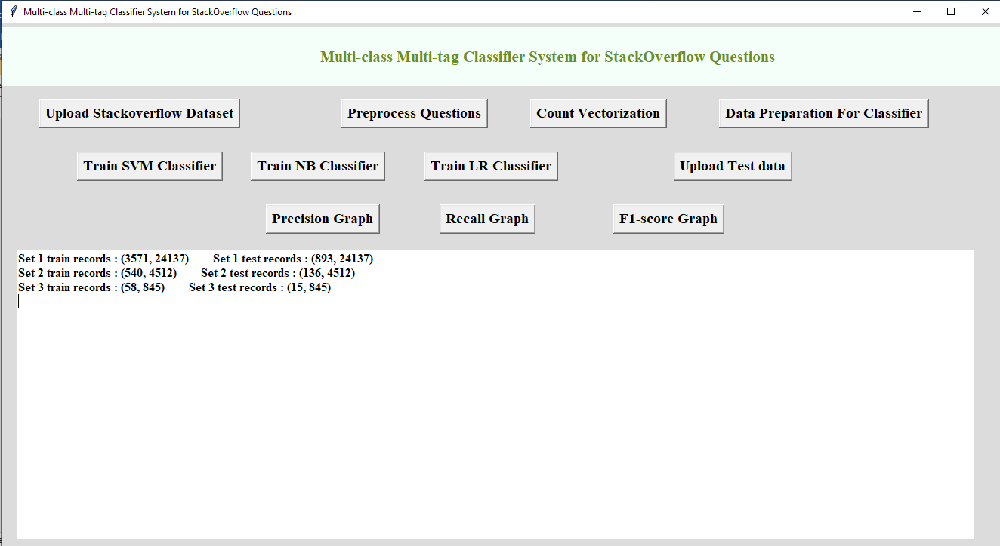 Multi-class Multi-tag Classifier System for StackOverflow Questions
Multi-class Multi-tag Classifier System for StackOverflow Questions
Upload Stackoverflow Dataset
Preprocess Questions
Count Vectorization
Data Preparation For Classifier
Train SVM Classifier
Train NB Classifier
Train LR Classifier
Upload Test data
Precision Graph
Recall Graph
F1-score Graph
Set 1 train records : (3571, 24137) Set 1 test records : (893, 24137)
Set 2 train records : (540, 4512) Set 2 test records : (136, 4512)
Set 3 train records : (58, 845) Set 3 test records : (15, 845)